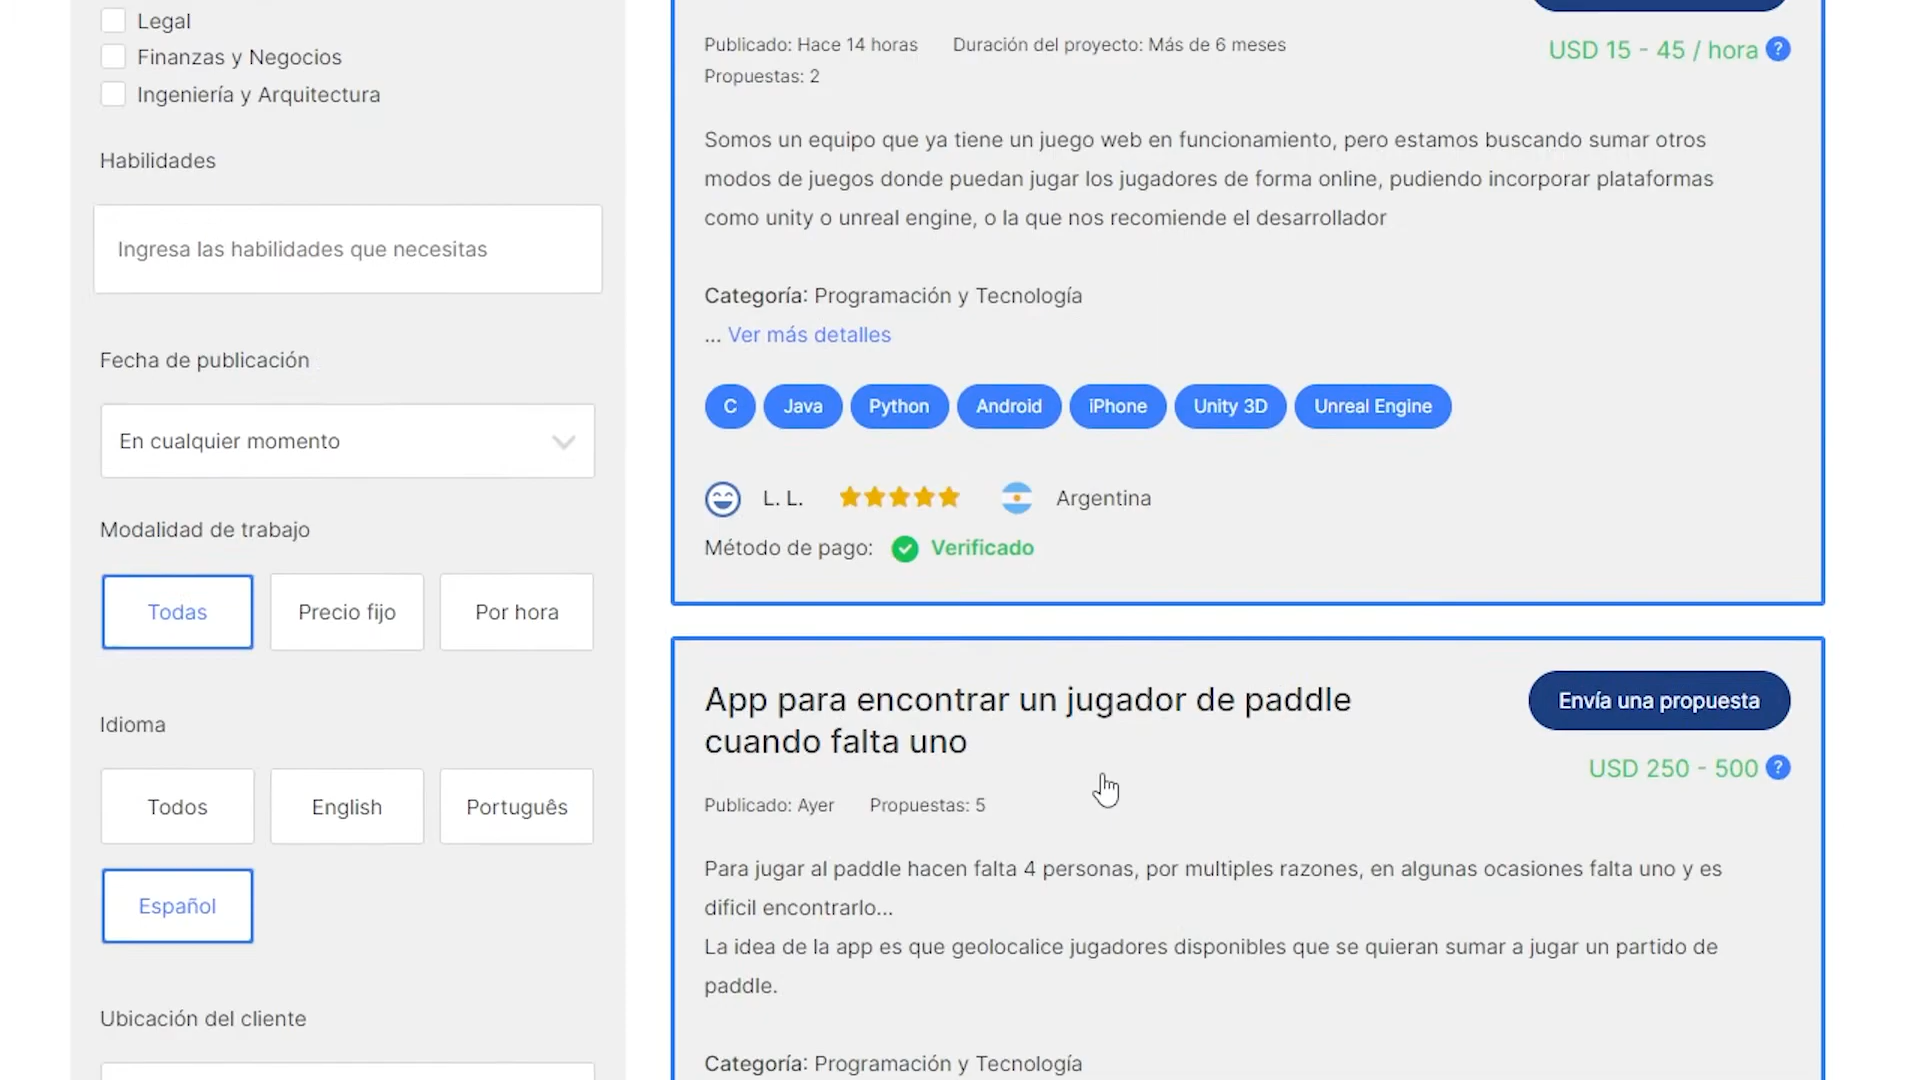 Legal
Finanzas y Negocios
Ingeniería y Arquitectura
Habilidades
Ingresa las habilidades que necesitas
Fecha de publicación
En cualquier momento
Modalidad de trabajo
Todas
Precio fijo
Por hora
Idioma
Todos
English
Português
Español
Ubicación del cliente
Publicado: Hace 14 horas Duración del proyecto: Más de 6 meses
Propuestas: 2
USD 15 - 45 / hora ?
Somos un equipo que ya tiene un juego web en funcionamiento, pero estamos buscando sumar otros
modos de juegos donde puedan jugar los jugadores de forma online, pudiendo incorporar plataformas
como unity o unreal engine, o la que nos recomiende el desarrollador
Categoría: Programación y Tecnología
... Ver más detalles
C Java Python Android iPhone Unity 3D Unreal Engine
L. L. Argentina
Método de pago: Verificado
App para encontrar un jugador de paddle
cuando falta uno
Envía una propuesta
USD 250 - 500 ?
Publicado: Ayer Propuestas: 5
Para jugar al paddle hacen falta 4 personas, por multiples razones, en algunas ocasiones falta uno y es
dificil encontrarlo...
La idea de la app es que geolocalice jugadores disponibles que se quieran sumar a jugar un partido de
paddle.
Categoría: Programación y Tecnología